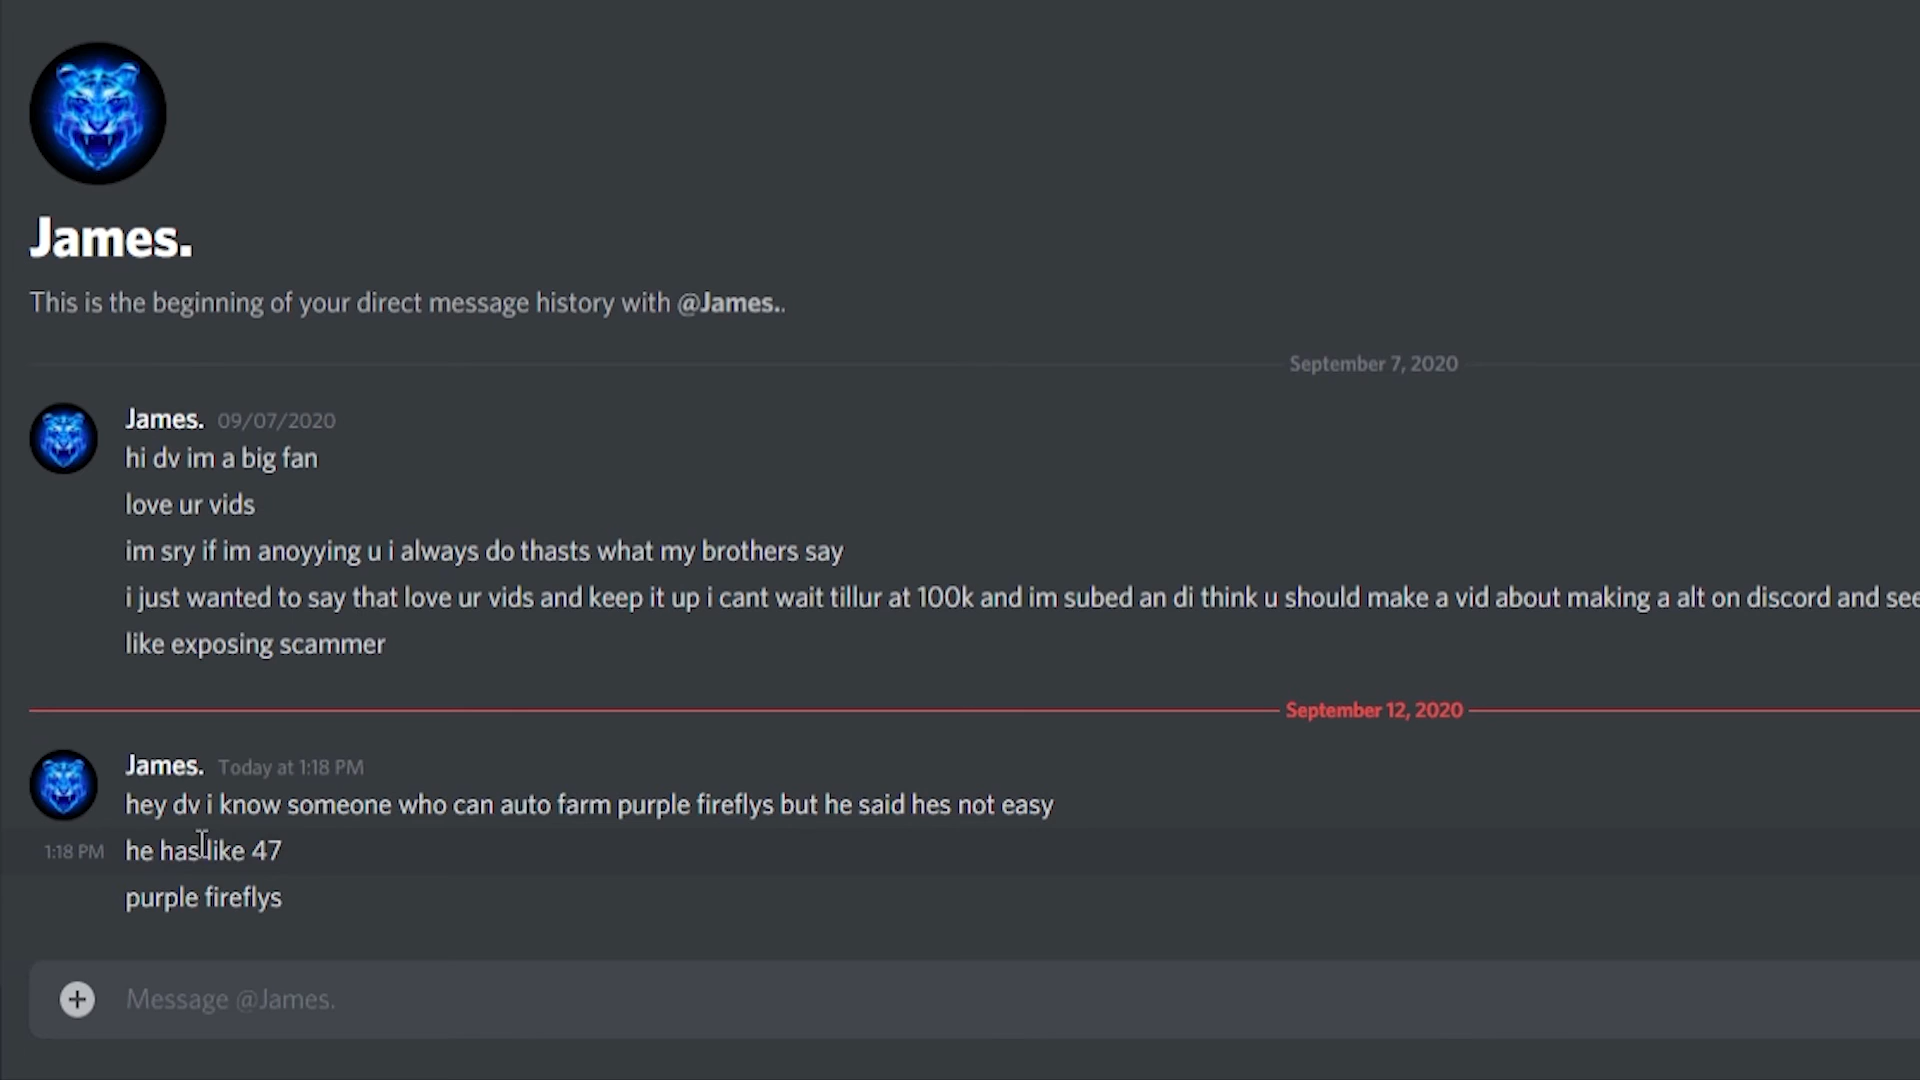 James.
This is the beginning of your direct message history with @James..
September 7, 2020
James. 09/07/2020
hi dv im a big fan
love ur vids
im sry if im anoyying u i always do thasts what my brothers say
i just wanted to say that love ur vids and keep it up i cant wait tillur at 100k and im subed an di think u should make a vid about making a alt on discord and see
like exposing scammer
September 12, 2020
James. Today at 1:18 PM
hey dv i know someone who can auto farm purple fireflys but he said hes not easy
1:18 PM he has like 47
purple fireflys
Message @James.